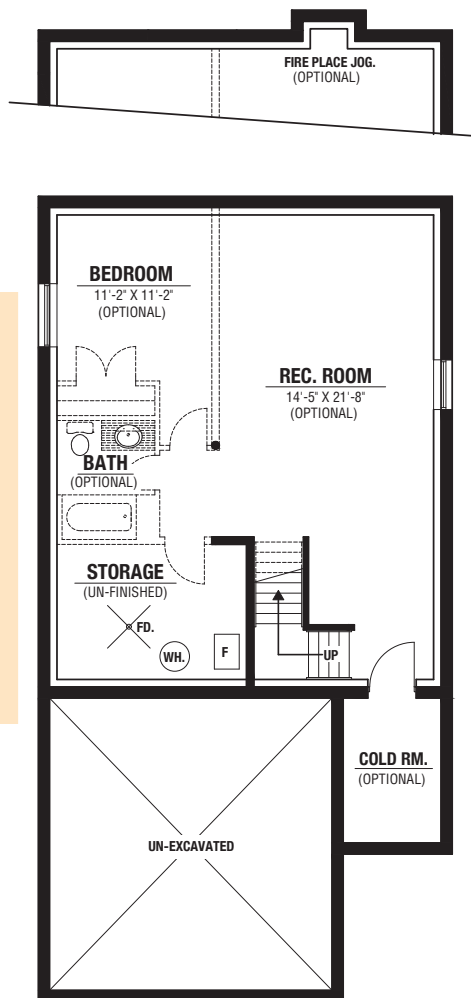 FIRE PLACE JOG.
(OPTIONAL)
BEDROOM
11'-2" X 11'-2"
(OPTIONAL)
REC. ROOM
14'-5" X 21'-8"
(OPTIONAL)
BATH
(OPTIONAL)
STORAGE
(UN-FINISHED)
FD.
WH.
F
UP
COLD RM.
(OPTIONAL)
UN-EXCAVATED